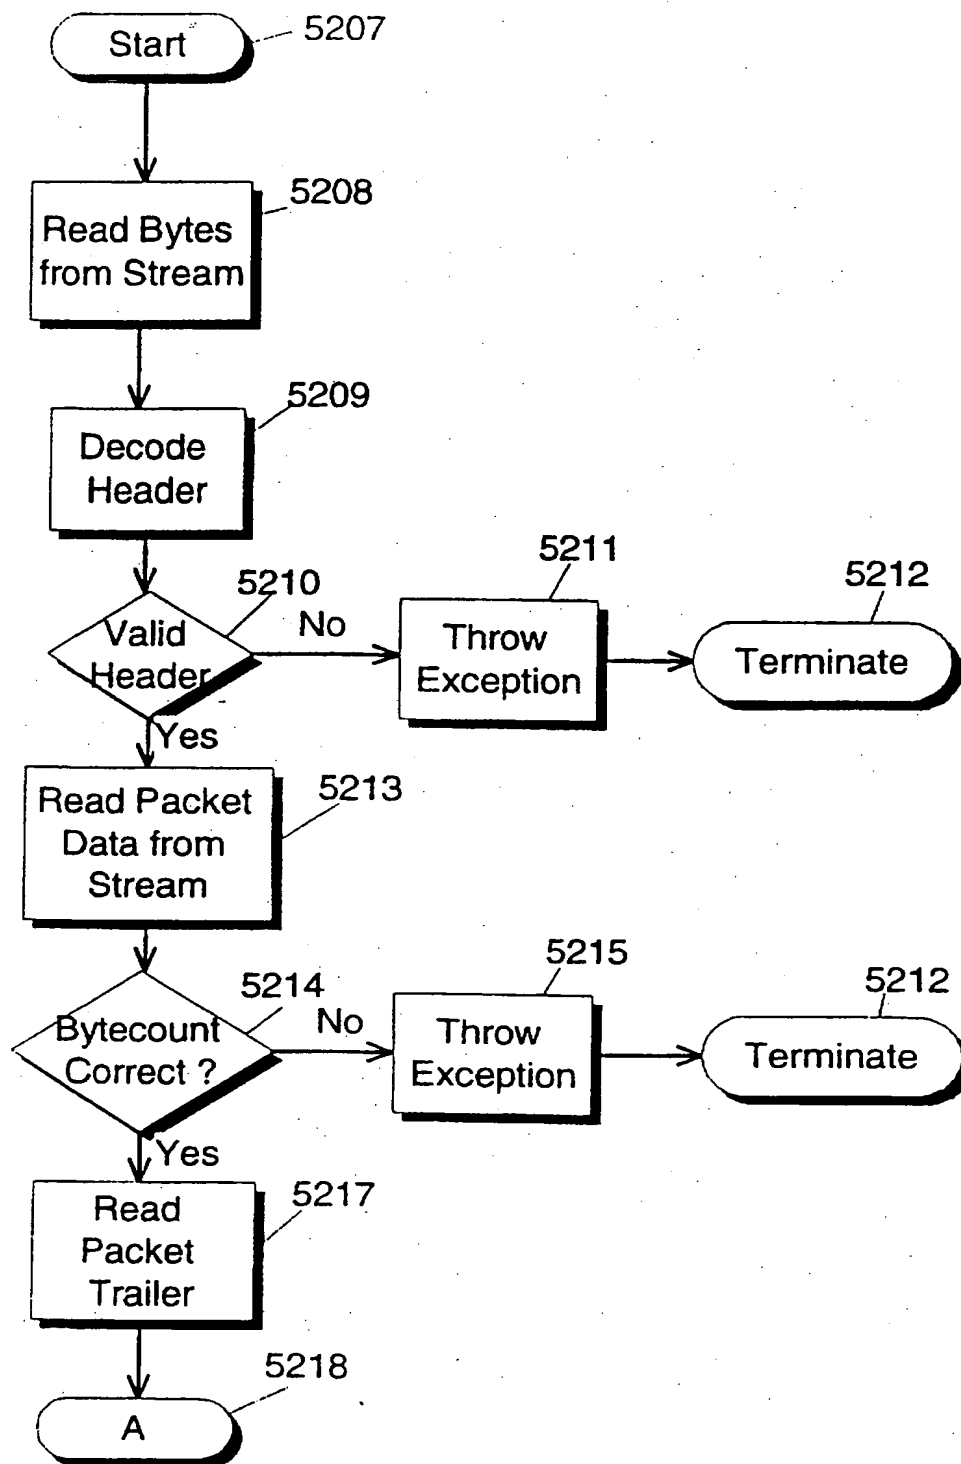 Start
5207
5208
Read Bytes
from Stream
5209
Decode
Header
5210
Valid
Header
No
5211
Throw
Exception
5212
Terminate
Yes
5213
Read Packet
Data from
Stream
5214
Bytecount
Correct ?
No
5215
Throw
Exception
5212
Terminate
Yes
5217
Read
Packet
Trailer
5218
A